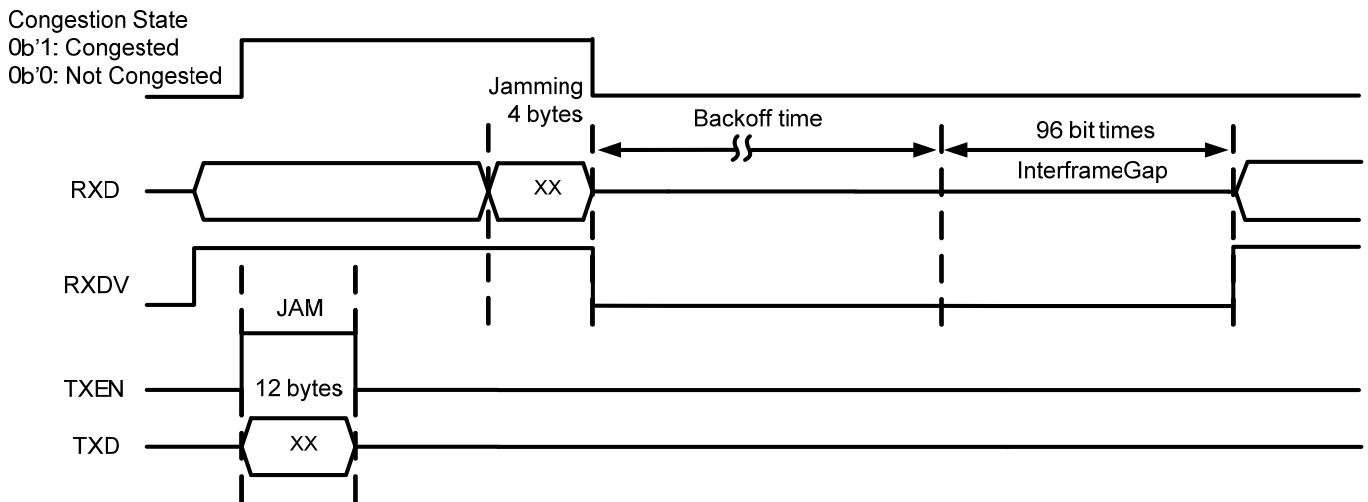 Congestion State
0b'1: Congested
0b'0: Not Congested
Jamming
4 bytes
Backoff time
96 bit times
InterframeGap
RXD
XX
RXDV
JAM
TXEN
12 bytes
TXD
XX